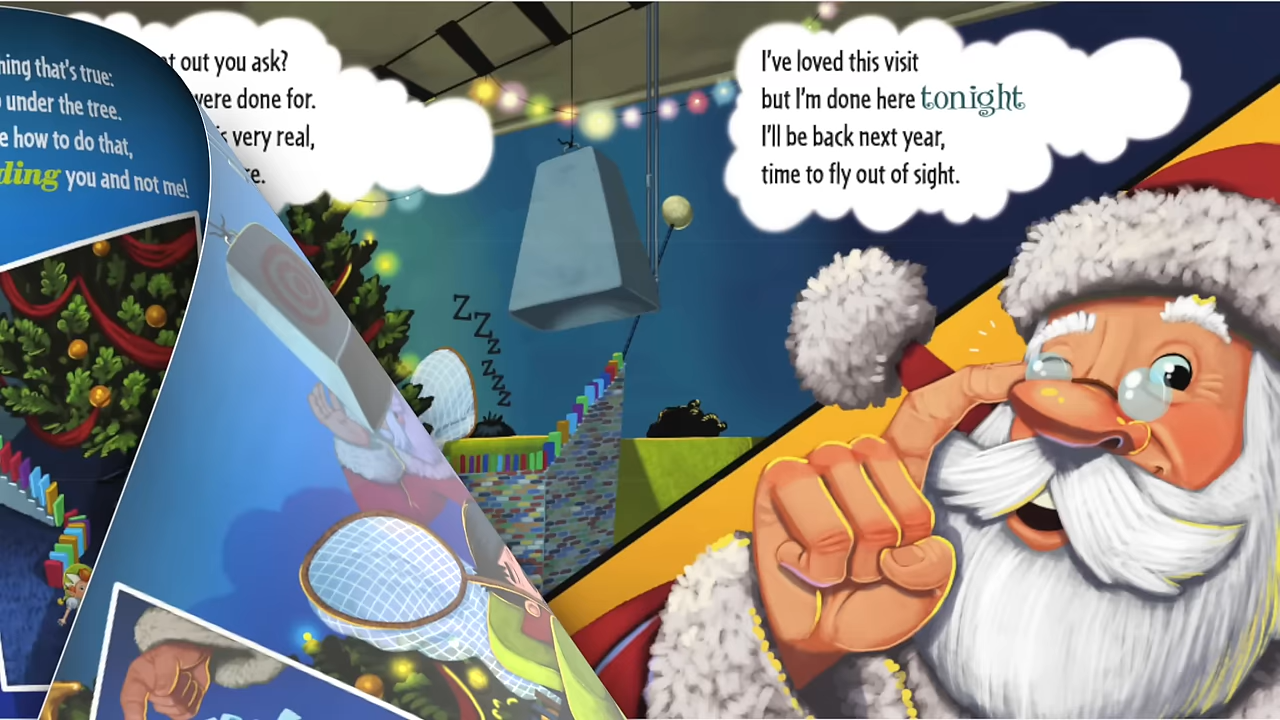 hing that's true:
under the tree.
e how to do that,
ding you and not me!
out you ask?
were done for.
s very real,
re.
I've loved this visit
but I'm done here tonight
I'll be back next year,
time to fly out of sight.
Z Z Z z z z z